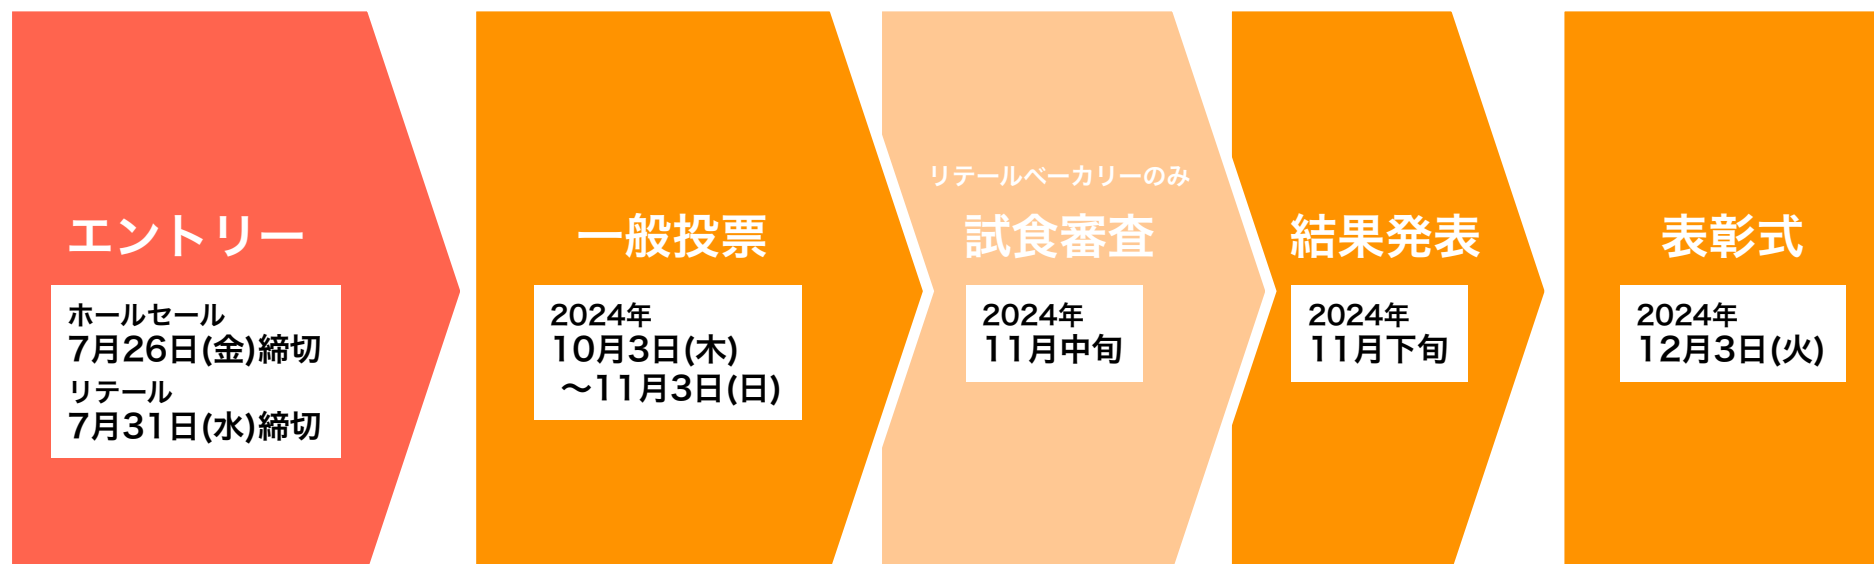 エントリー
ホールセール
7月26日(金)締切
リテール
7月31日(水)締切
一般投票
2024年
10月3日(木)
〜11月3日(日)
リテールベーカリーのみ
試食審査
2024年
11月中旬
結果発表
2024年
11月下旬
表彰式
2024年
12月3日(火)